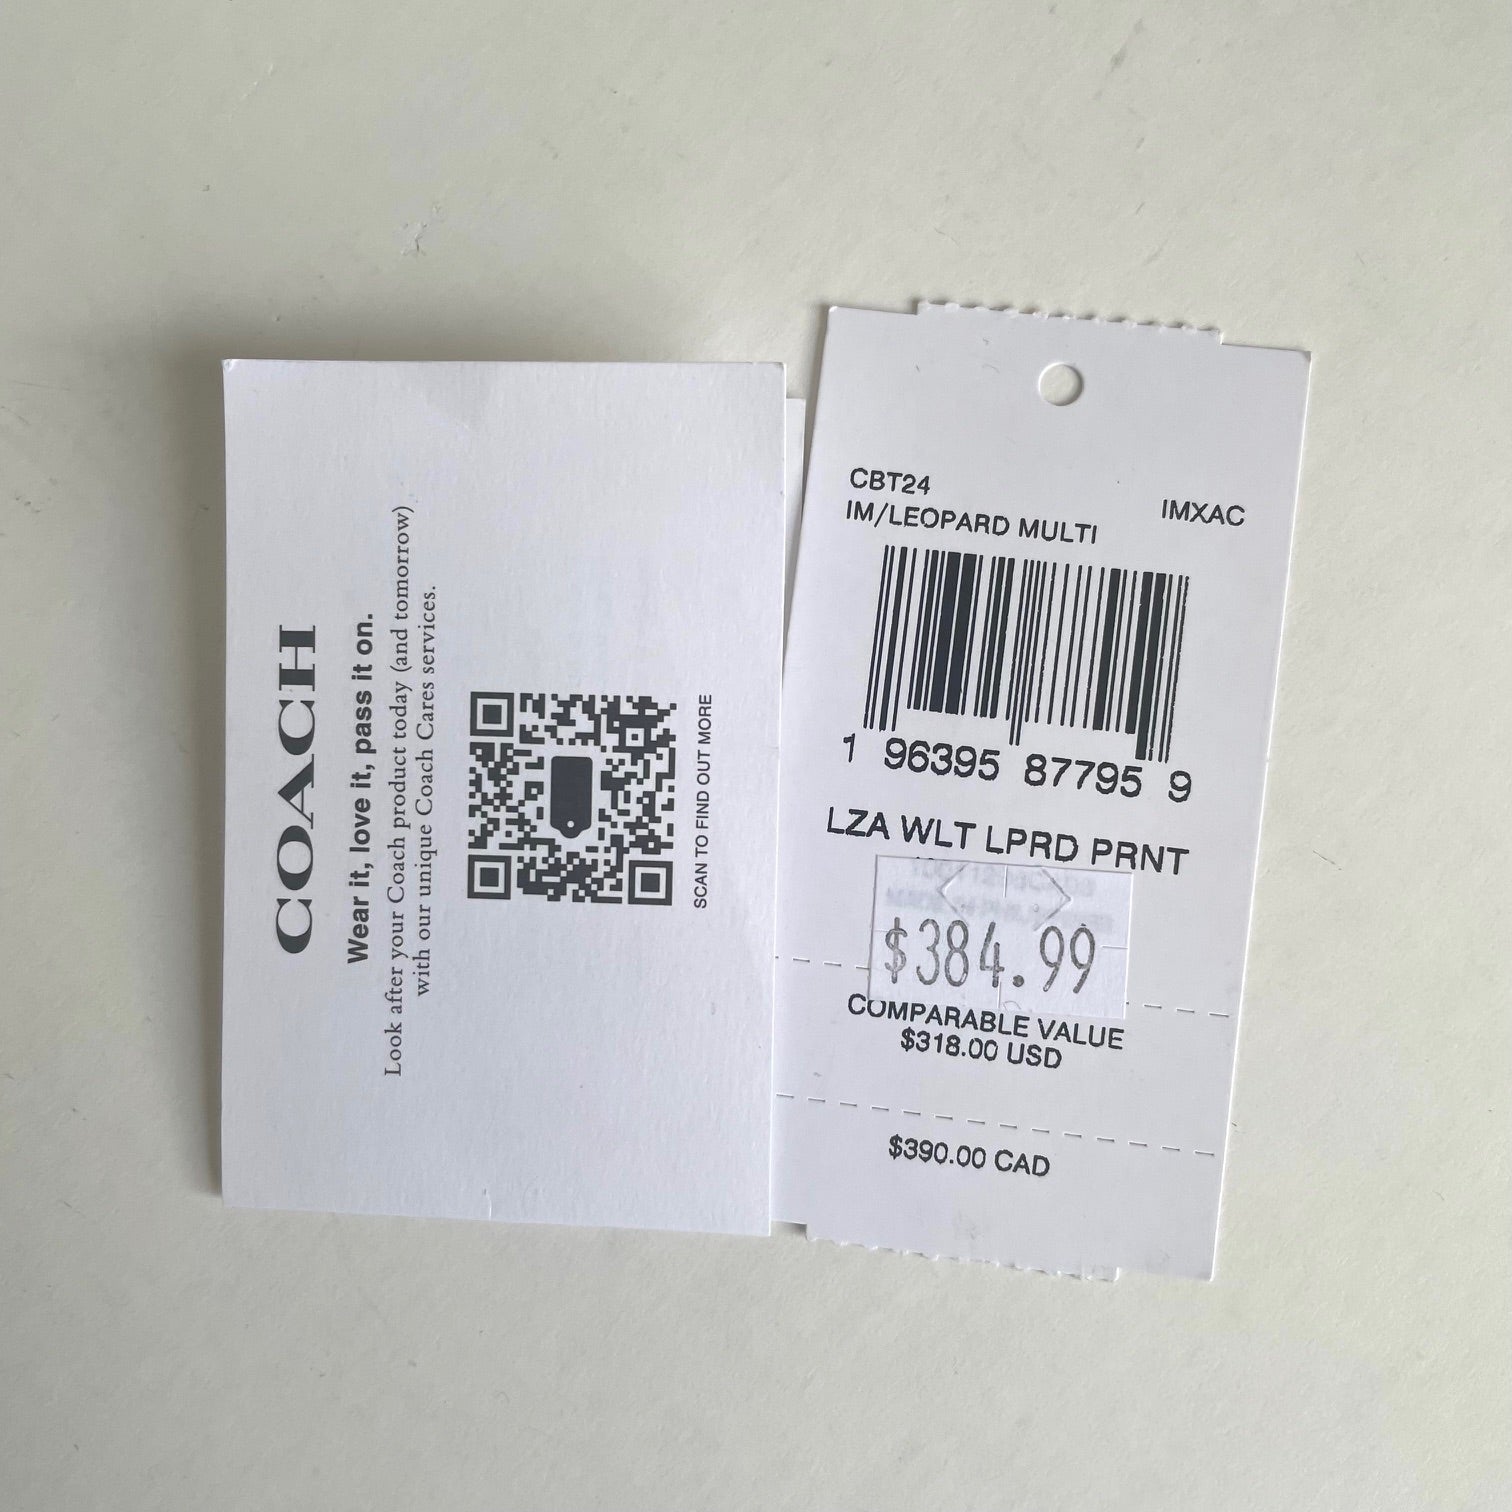 COACH
Wear it, love it, pass it on.
Look after your Coach product today (and tomorrow)
with our unique Coach Cares services.
SCAN TO FIND OUT MORE
CBT24
IM/LEOPARD MULTI
IMXAC
1 96395 87795 9
LZA WLT LPRD PRNT
$384.99
COMPARABLE VALUE
$318.00 USD
$390.00 CAD